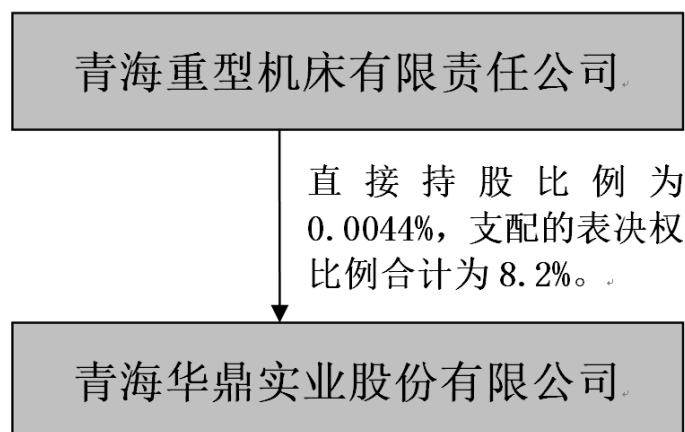 青海重型机床有限责任公司
直接持股比例为
0.0044%，支配的表决权
比例合计为 8.2%。
青海华鼎实业股份有限公司